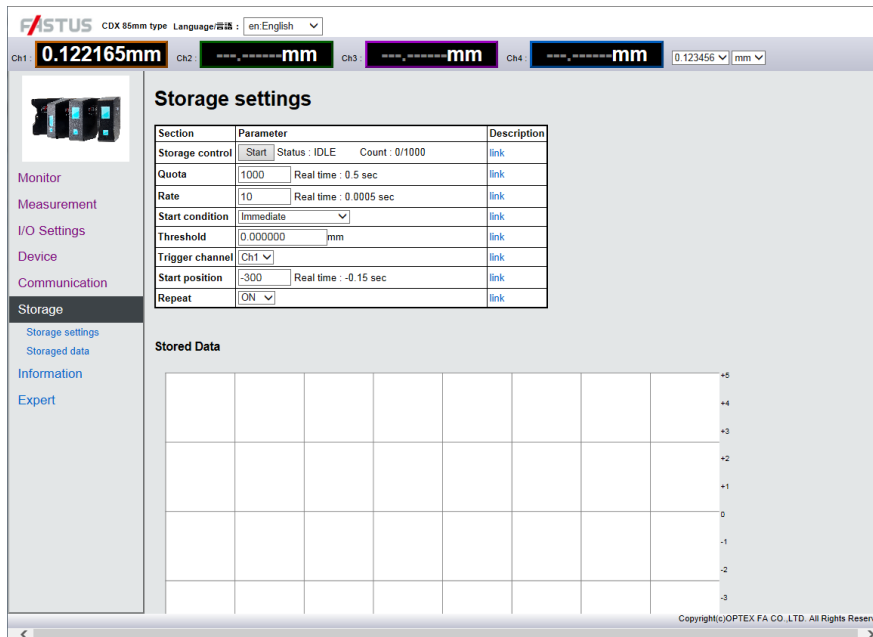 FASTUS CDX 85mm type Language/言語 : en:English
Ch1 : 0.122165mm Ch2 : ---.------mm Ch3 : ---.------mm Ch4 : ---.------mm 0.123456 mm
Storage settings
Section Parameter Description
Storage control Start Status : IDLE Count : 0/1000 link
Quota 1000 Real time : 0.5 sec link
Rate 10 Real time : 0.0005 sec link
Start condition Immediate link
Threshold 0.000000 mm link
Trigger channel Ch1 link
Start position -300 Real time : -0.15 sec link
Repeat ON link
Monitor
Measurement
I/O Settings
Device
Communication
Storage
Storage settings
Storaged data
Information
Expert
Stored Data
+5
+4
+3
+2
+1
0
-1
-2
-3
Copyright(c)OPTEX FA CO.,LTD. All Rights Reserv